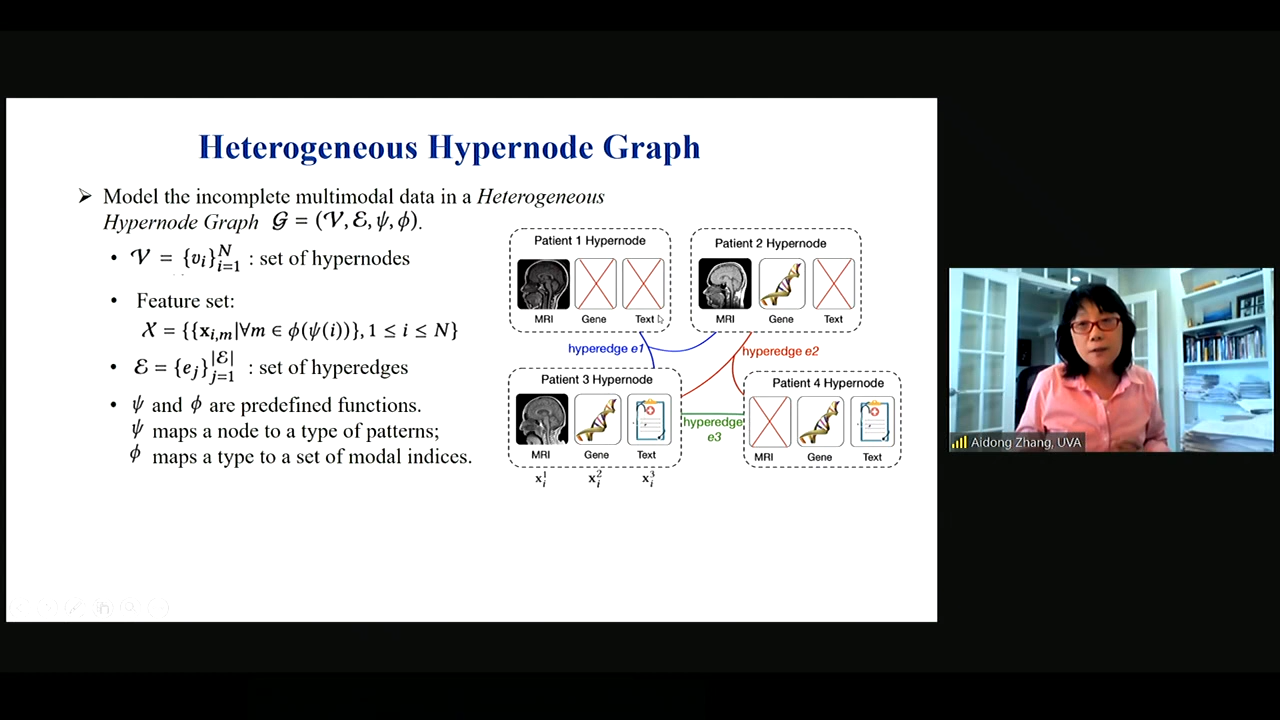 Heterogeneous Hypernode Graph
➢ Model the incomplete multimodal data in a Heterogeneous
Hypernode Graph 𝒢 = (𝒱, ℰ, ψ, ϕ).
• 𝒱 = {v_i}_{i=1}^N : set of hypernodes
• Feature set:
𝒳 = {{x_{i,m}|∀m ∈ ϕ(ψ(i))}, 1 ≤ i ≤ N}
• ℰ = {e_j}_{j=1}^{|ℰ|} : set of hyperedges
• ψ and ϕ are predefined functions.
ψ maps a node to a type of patterns;
ϕ maps a type to a set of modal indices.
Patient 1 Hypernode
MRI Gene Text
Patient 2 Hypernode
MRI Gene Text
hyperedge e1
hyperedge e2
Patient 3 Hypernode
MRI Gene Text
x_i^1 x_i^2 x_i^3
hyperedge
e3
Patient 4 Hypernode
MRI Gene Text
Aidong Zhang, UVA